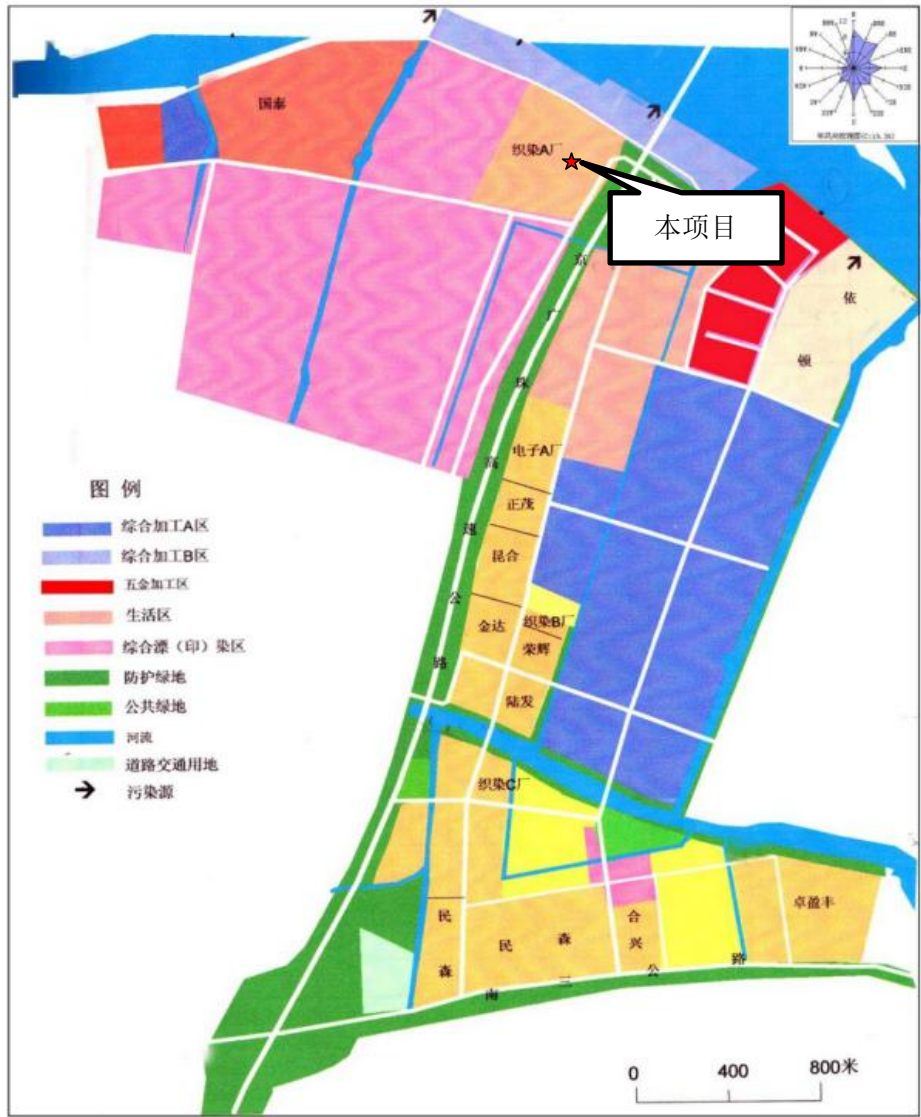 国泰
织染A厂
本项目
依
顿
京
广
珠
高
速
公
路
电子A厂
正茂
昆合
金达
织染B厂
荣辉
陆发
织染C厂
民
森
民
森
合
兴
卓盈丰
南
三
公
路
图 例
综合加工A区
综合加工B区
五金加工区
生活区
综合漂（印）染区
防护绿地
公共绿地
河流
道路交通用地
污染源
0
400
800米